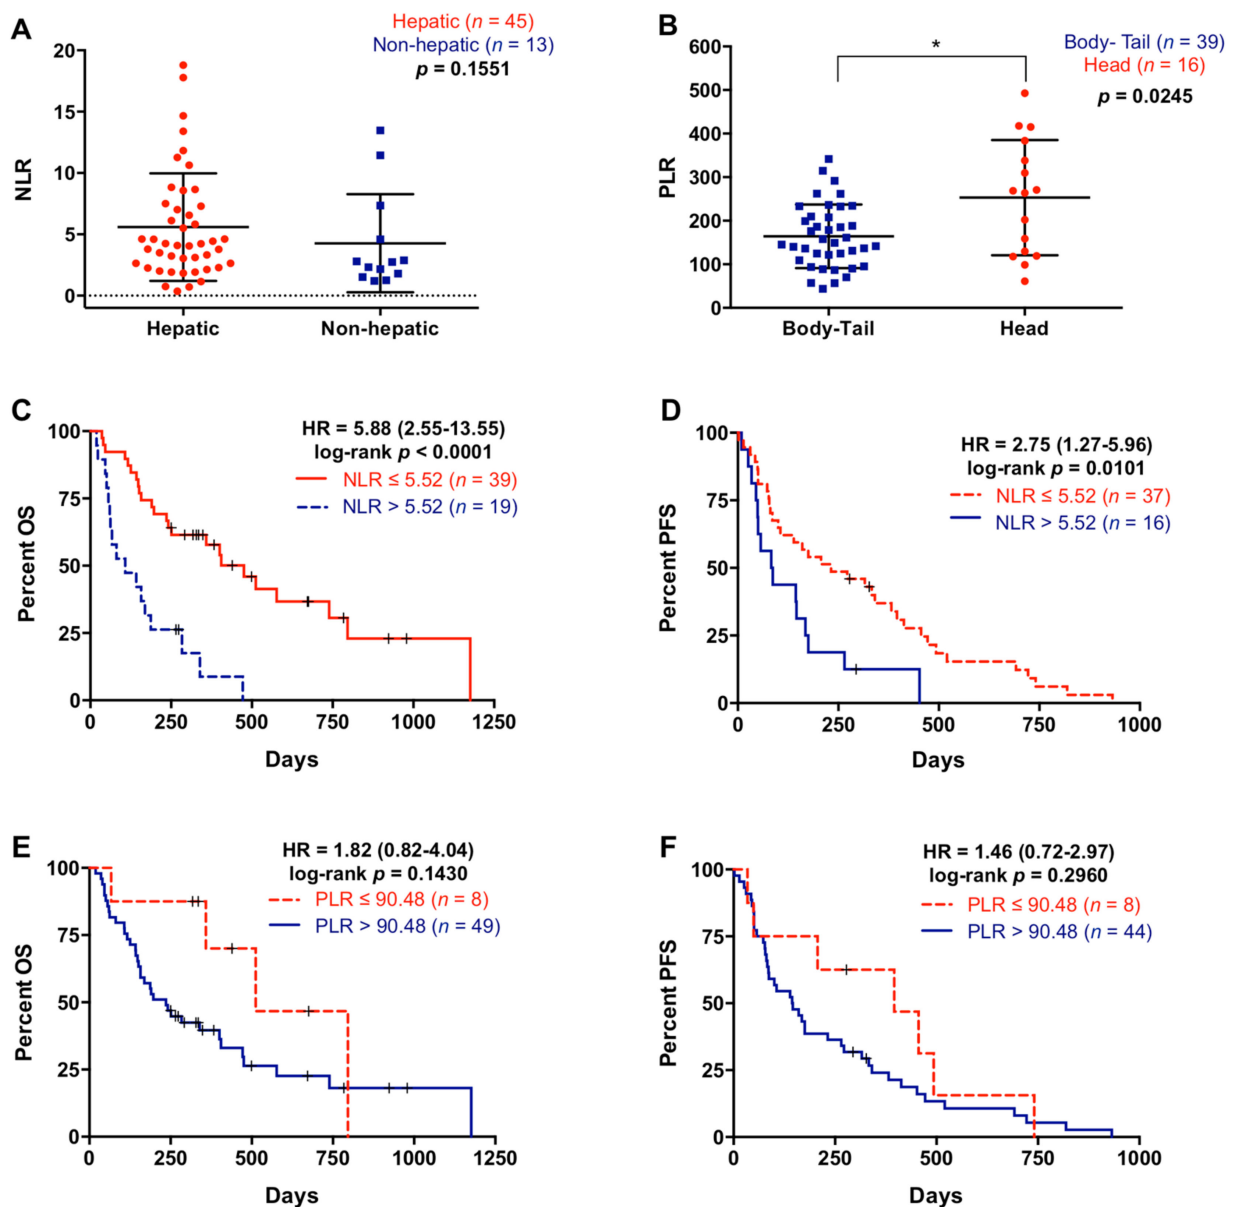 A
Hepatic (n = 45)
Non-hepatic (n = 13)
p = 0.1551
20
15
10
5
0
NLR
Hepatic
Non-hepatic
B
Body- Tail (n = 39)
Head (n = 16)
p = 0.0245
*
600
500
400
300
200
100
0
PLR
Body-Tail
Head
C
HR = 5.88 (2.55-13.55)
log-rank p < 0.0001
NLR ≤ 5.52 (n = 39)
NLR > 5.52 (n = 19)
100
75
50
25
0
Percent OS
0 250 500 750 1000 1250
Days
D
HR = 2.75 (1.27-5.96)
log-rank p = 0.0101
NLR ≤ 5.52 (n = 37)
NLR > 5.52 (n = 16)
100
75
50
25
0
Percent PFS
0 250 500 750 1000
Days
E
HR = 1.82 (0.82-4.04)
log-rank p = 0.1430
PLR ≤ 90.48 (n = 8)
PLR > 90.48 (n = 49)
100
75
50
25
0
Percent OS
0 250 500 750 1000 1250
Days
F
HR = 1.46 (0.72-2.97)
log-rank p = 0.2960
PLR ≤ 90.48 (n = 8)
PLR > 90.48 (n = 44)
100
75
50
25
0
Percent PFS
0 250 500 750 1000
Days